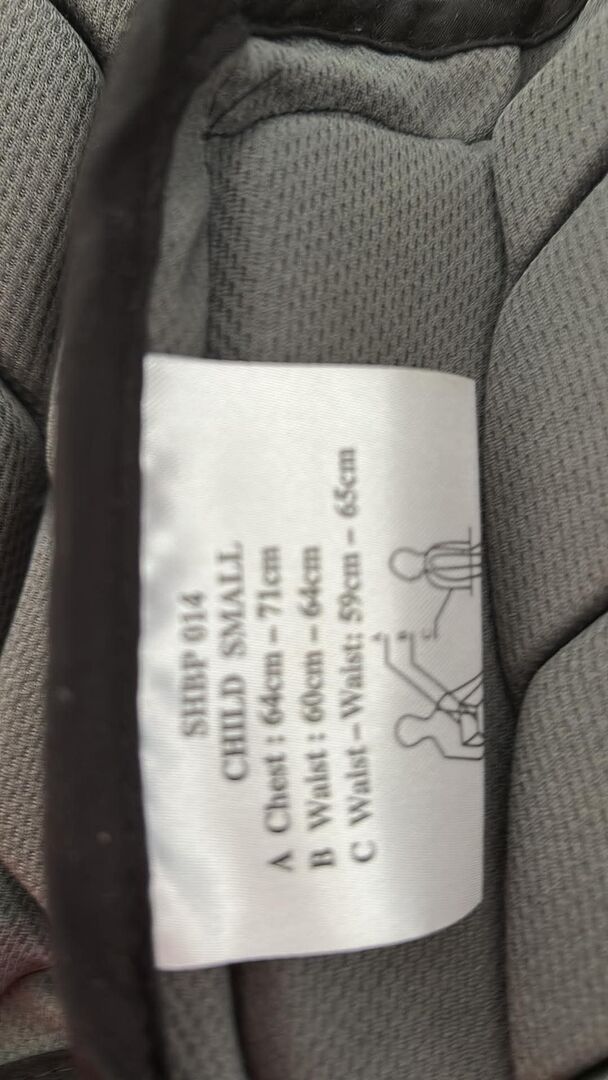 SHBP 014
CHILD SMALL
A Chest : 64cm – 71cm
B Waist : 60cm – 64cm
C Waist – Waist: 59cm – 65cm
A
B
C